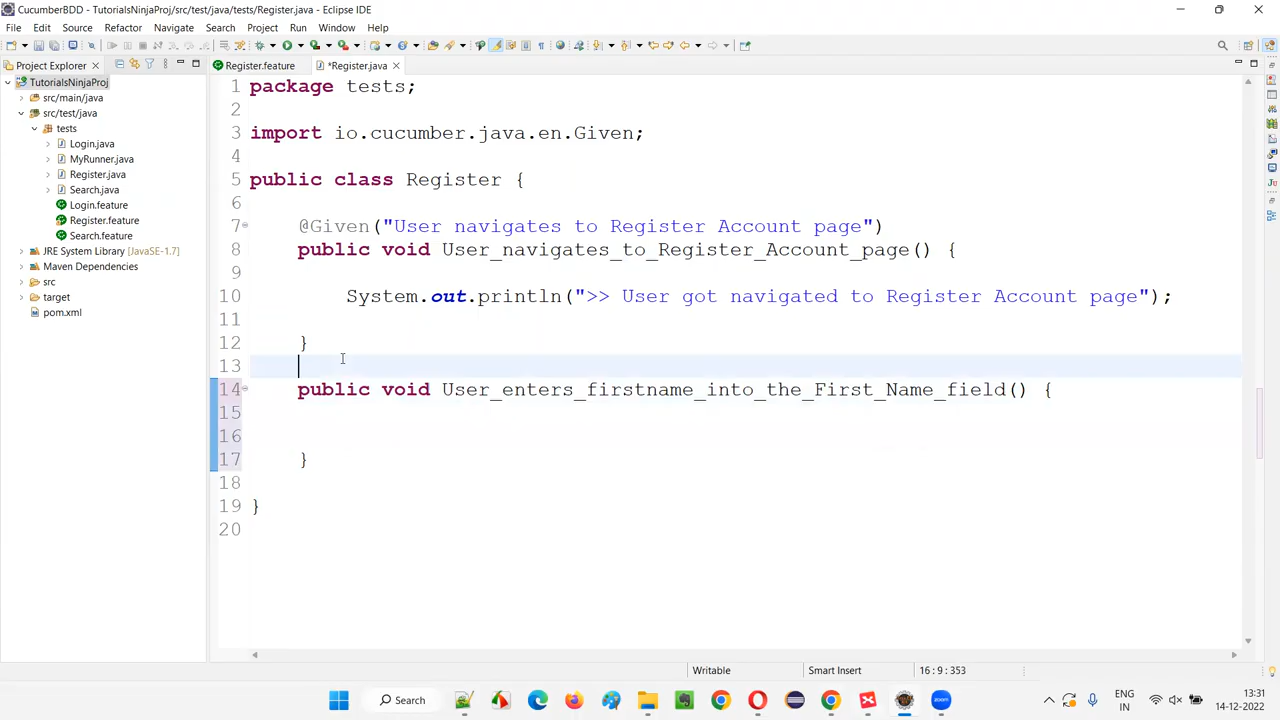 CucumberBDD - TutorialsNinjaProj/src/test/java/tests/Register.java - Eclipse IDE
File Edit Source Refactor Navigate Search Project Run Window Help
Project Explorer
Register.feature
*Register.java
TutorialsNinjaProj
src/main/java
src/test/java
tests
Login.java
MyRunner.java
Register.java
Search.java
Login.feature
Register.feature
Search.feature
JRE System Library [JavaSE-1.7]
Maven Dependencies
src
target
pom.xml
1 package tests;
2
3 import io.cucumber.java.en.Given;
4
5 public class Register {
6
7 @Given("User navigates to Register Account page")
8 public void User_navigates_to_Register_Account_page() {
9
10 System.out.println(">> User got navigated to Register Account page");
11
12 }
13
14 public void User_enters_firstname_into_the_First_Name_field() {
15
16
17 }
18
19 }
20
Writable Smart Insert 16 : 9 : 353
Search
zoom
ENG
IN
13:31
14-12-2022